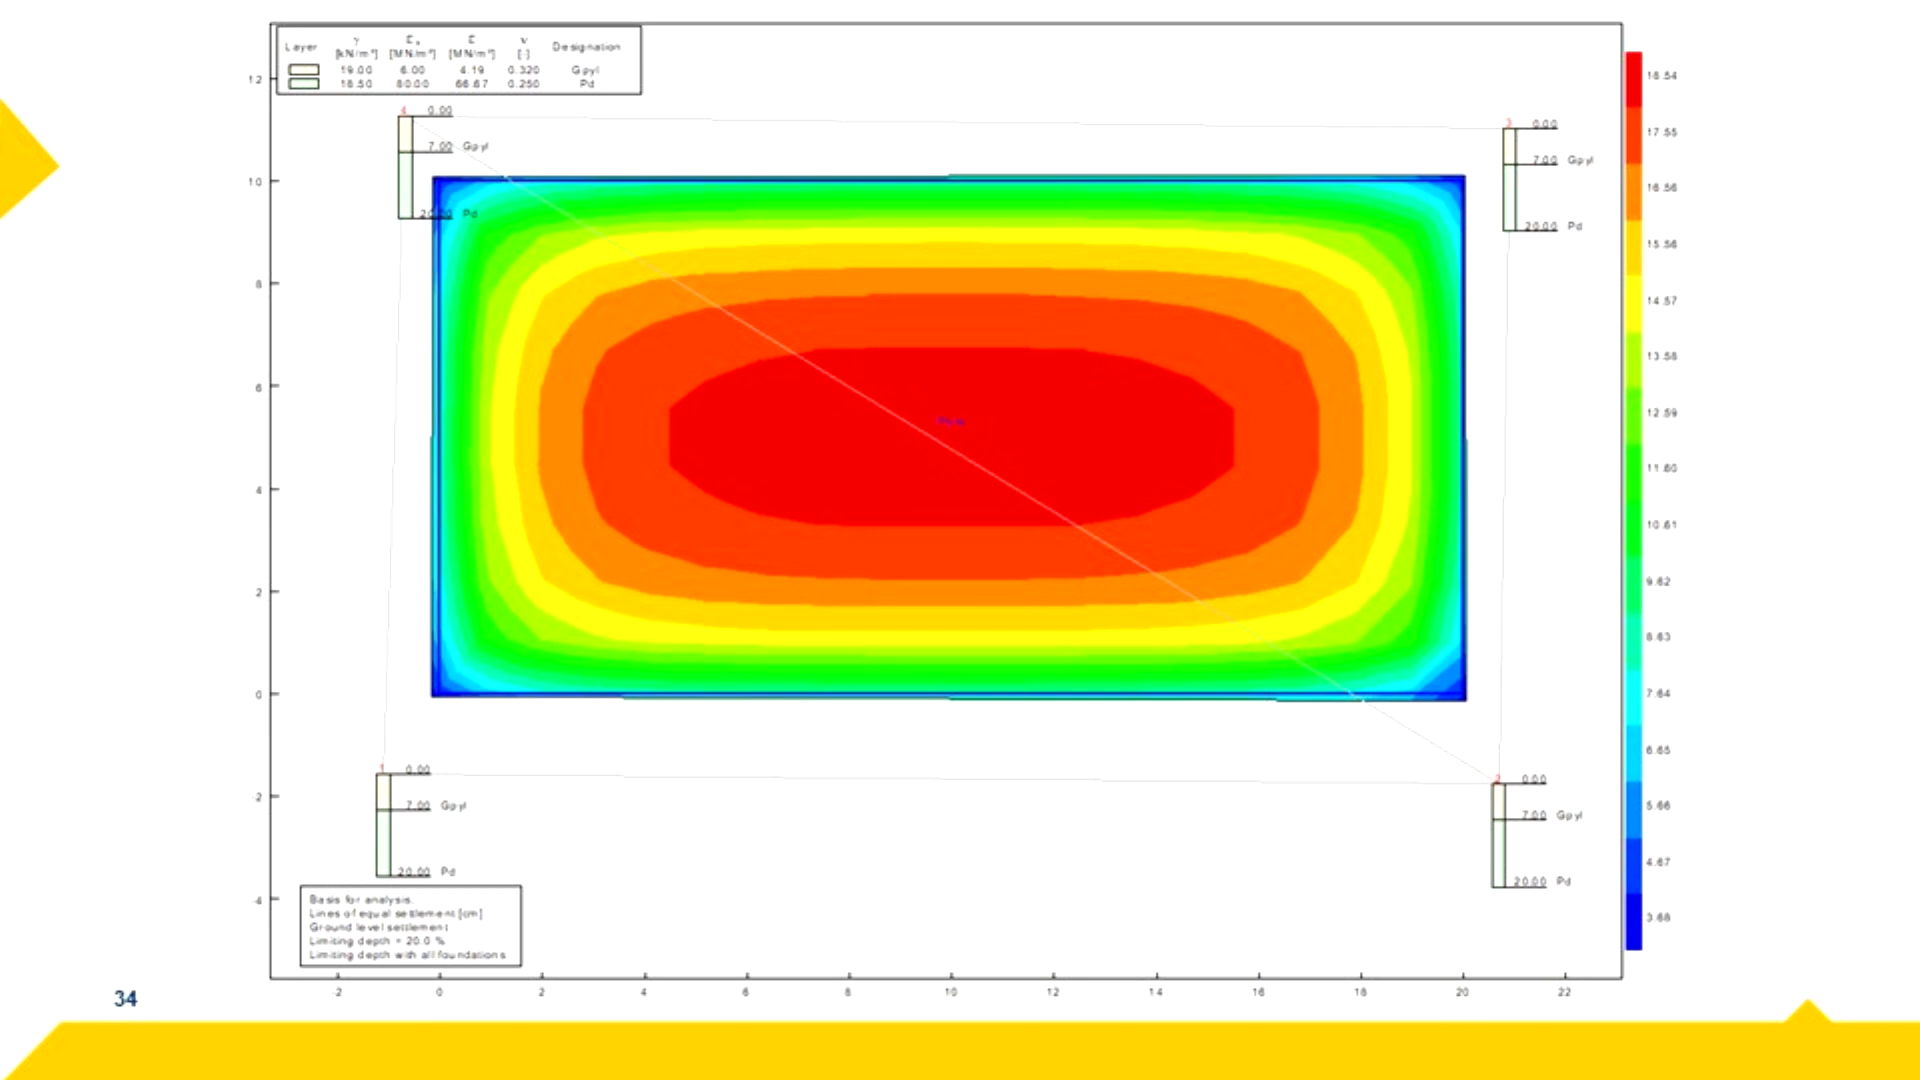 Layer γ [kN/m³] E [MN/m²] E [MN/m²] ν [-] Designation
19.00 6.00 4.19 0.320 Gpyl
18.50 80.00 66.67 0.250 Pd
12
10
8
6
4
2
0
-2
-4
4 0.00
7.00 Gpyl
20.00 Pd
3 0.00
7.00 Gpyl
20.00 Pd
1 0.00
7.00 Gpyl
20.00 Pd
2 0.00
7.00 Gpyl
20.00 Pd
Basis for analysis.
Lines of equal settlement [cm]
Ground level settlement
Limiting depth = 20.0 %
Limiting depth with all foundations
-2 0 2 4 6 8 10 12 14 16 18 20 22
18.54
17.55
16.56
15.56
14.57
13.58
12.59
11.60
10.61
9.62
8.63
7.64
6.65
5.66
4.67
3.68
34